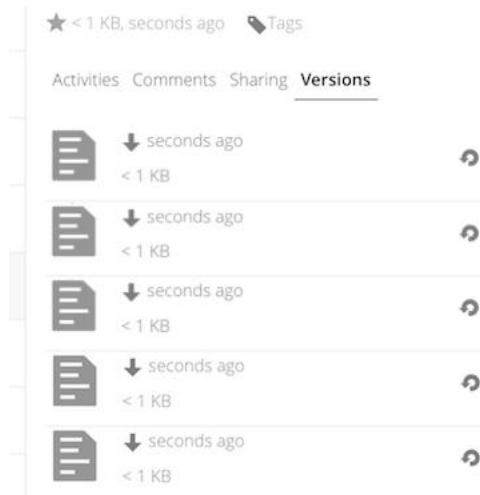 < 1 KB, seconds ago Tags
Activities Comments Sharing Versions
seconds ago
< 1 KB
seconds ago
< 1 KB
seconds ago
< 1 KB
seconds ago
< 1 KB
seconds ago
< 1 KB